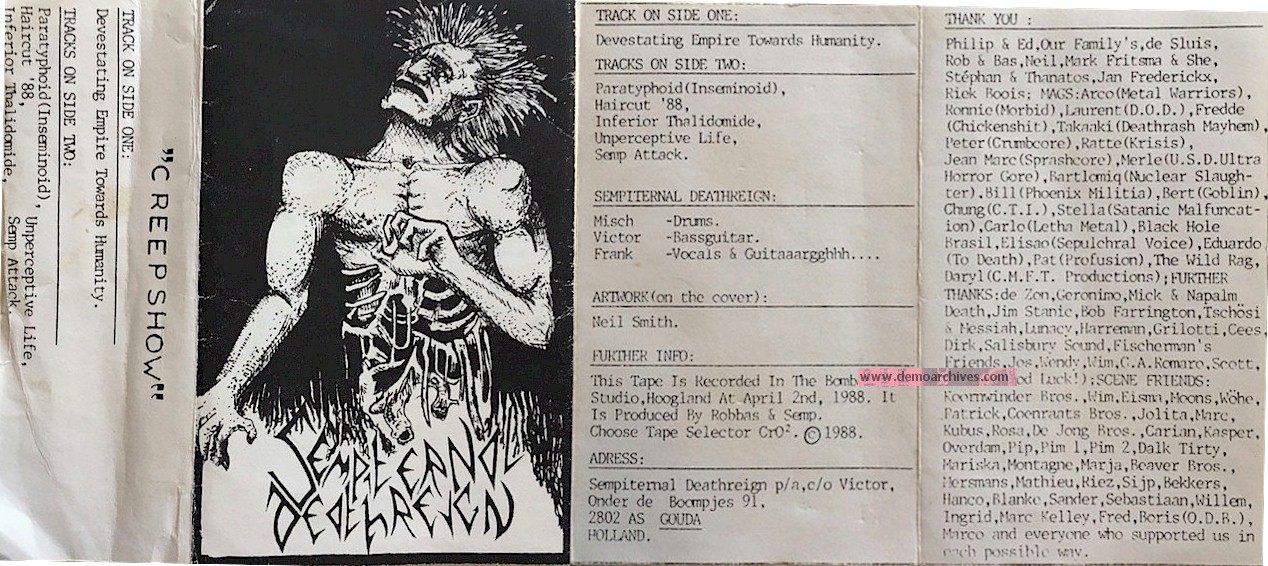 TRACK ON SIDE ONE:
Devestating Empire Towards Humanity.
TRACKS ON SIDE TWO:
Paratyphoid(Inseminoid), Unperceptive Life,
Haircut '88, Semp Attack.
Inferior Thalidomide,
"CREEPSHOW"
SEMPITERNAL
DEATHREIGN
TRACK ON SIDE ONE:
Devestating Empire Towards Humanity.
TRACKS ON SIDE TWO:
Paratyphoid(Inseminoid),
Haircut '88,
Inferior Thalidomide,
Unperceptive Life,
Semp Attack.
SEMPITERNAL DEATHREIGN:
Misch -Drums.
Victor -Bassguitar.
Frank -Vocals & Guitaaargghhh....
ARTWORK(on the cover):
Neil Smith.
FURTHER INFO:
This Tape Is Recorded In The Bomb
Studio,Hoogland At April 2nd, 1988. It
Is Produced By Robbas & Semp.
Choose Tape Selector CrO². © 1988.
ADRESS:
Sempiternal Deathreign p/a,c/o Victor,
Onder de Boompjes 91,
2802 AS GOUDA
HOLLAND.
www.demoarchives.com
THANK YOU :
Philip & Ed,Our Family's,de Sluis,
Rob & Bas,Neil,Mark Fritsma & She,
Stéphan & Thanatos,Jan Frederickx,
Rick Boois; MAGS:Arco(Metal Warriors),
Ronnie(Morbid),Laurent(D.O.D.),Fredde
(Chickenshit),Takaaki(Deathrash Mayhem),
Peter(Crumbcore),Ratte(Krisis),
Jean Marc(Sprashcore),Merle(U.S.D.Ultra
Horror Gore),Bartlomiq(Nuclear Slaugh-
ter),Bill(Phoenix Militia),Bert(Goblin),
Chung(C.T.I.),Stella(Satanic Malfuncat-
ion),Carlo(Letha Metal),Black Hole
Brasil,Elisao(Sepulchral Voice),Eduardo
(To Death),Pat(Profusion),The Wild Rag,
Daryl(C.M.F.T. Productions);FURTHER
THANKS:de Zon,Geronimo,Mick & Napalm
Death,Jim Stanic,Bob Farrington,Tschösi
& Messiah,Lunacy,Harreman,Grilotti,Cees,
Dirk,Salisbury Sound,Fischerman's
Friends,Jos,Wendy,Wim,C.A.Romaro,Scott,
Luck!);SCENE FRIENDS:
Koornwinder Bros.,Wim,Eisma,Moons,Wöhe,
Patrick,Coenraats Bros.,Jolita,Marc,
Kubus,Rosa,De Jong Bros.,Carian,Kasper,
Overdam,Pip,Pim 1,Pim 2,Dalk Tirty,
Mariska,Montagne,Marja,Beaver Bros.,
Mersmans,Mathieu,Riez,Sijp,Bekkers,
Hanco,Blanke,Sander,Sebastiaan,Willem,
Ingrid,Marc Kelley,Fred,Boris(O.D.B.),
Marco and everyone who supported us in
each possible way.